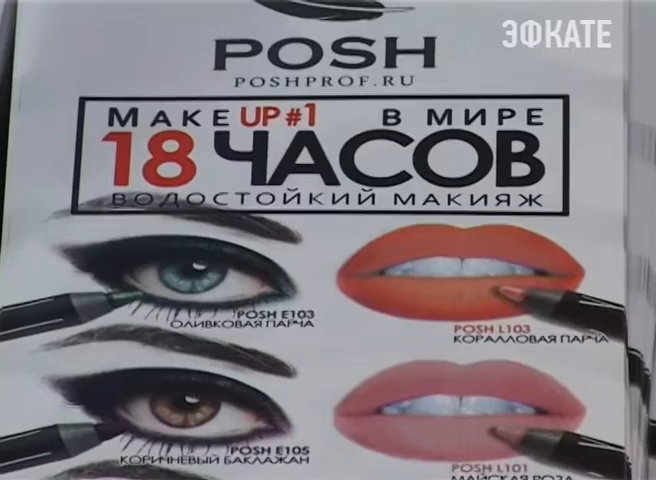 ЭФКАТЕ
POSH
POSHPROF.RU
MAKE UP #1 В МИРЕ
18 ЧАСОВ
ВОДОСТОЙКИЙ МАКИЯЖ
POSH E103
ОЛИВКОВАЯ ПАРЧА
POSH L103
КОРАЛЛОВАЯ ПАРЧА
POSH E105
КОРИЧНЕВЫЙ БАКЛАЖАН
POSH L101
МАЙСКАЯ РОЗА